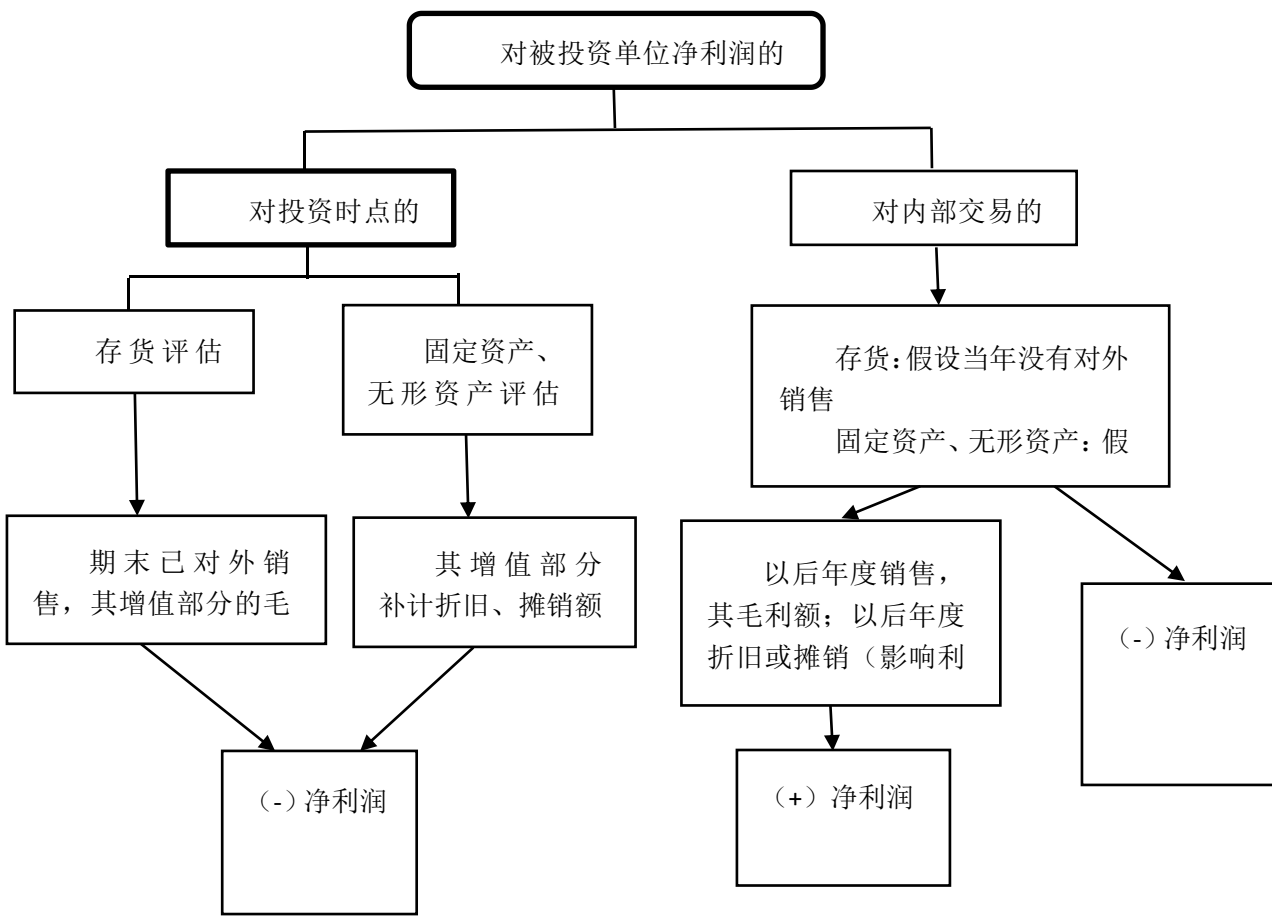 对被投资单位净利润的
对投资时点的
对内部交易的
存货评估
固定资产、
无形资产评估
存货：假设当年没有对外
销售
固定资产、无形资产：假
期末已对外销
售，其增值部分的毛
其增值部分
补计折旧、摊销额
以后年度销售，
其毛利额；以后年度
折旧或摊销（影响利
（-）净利润
（-）净利润
（+）净利润